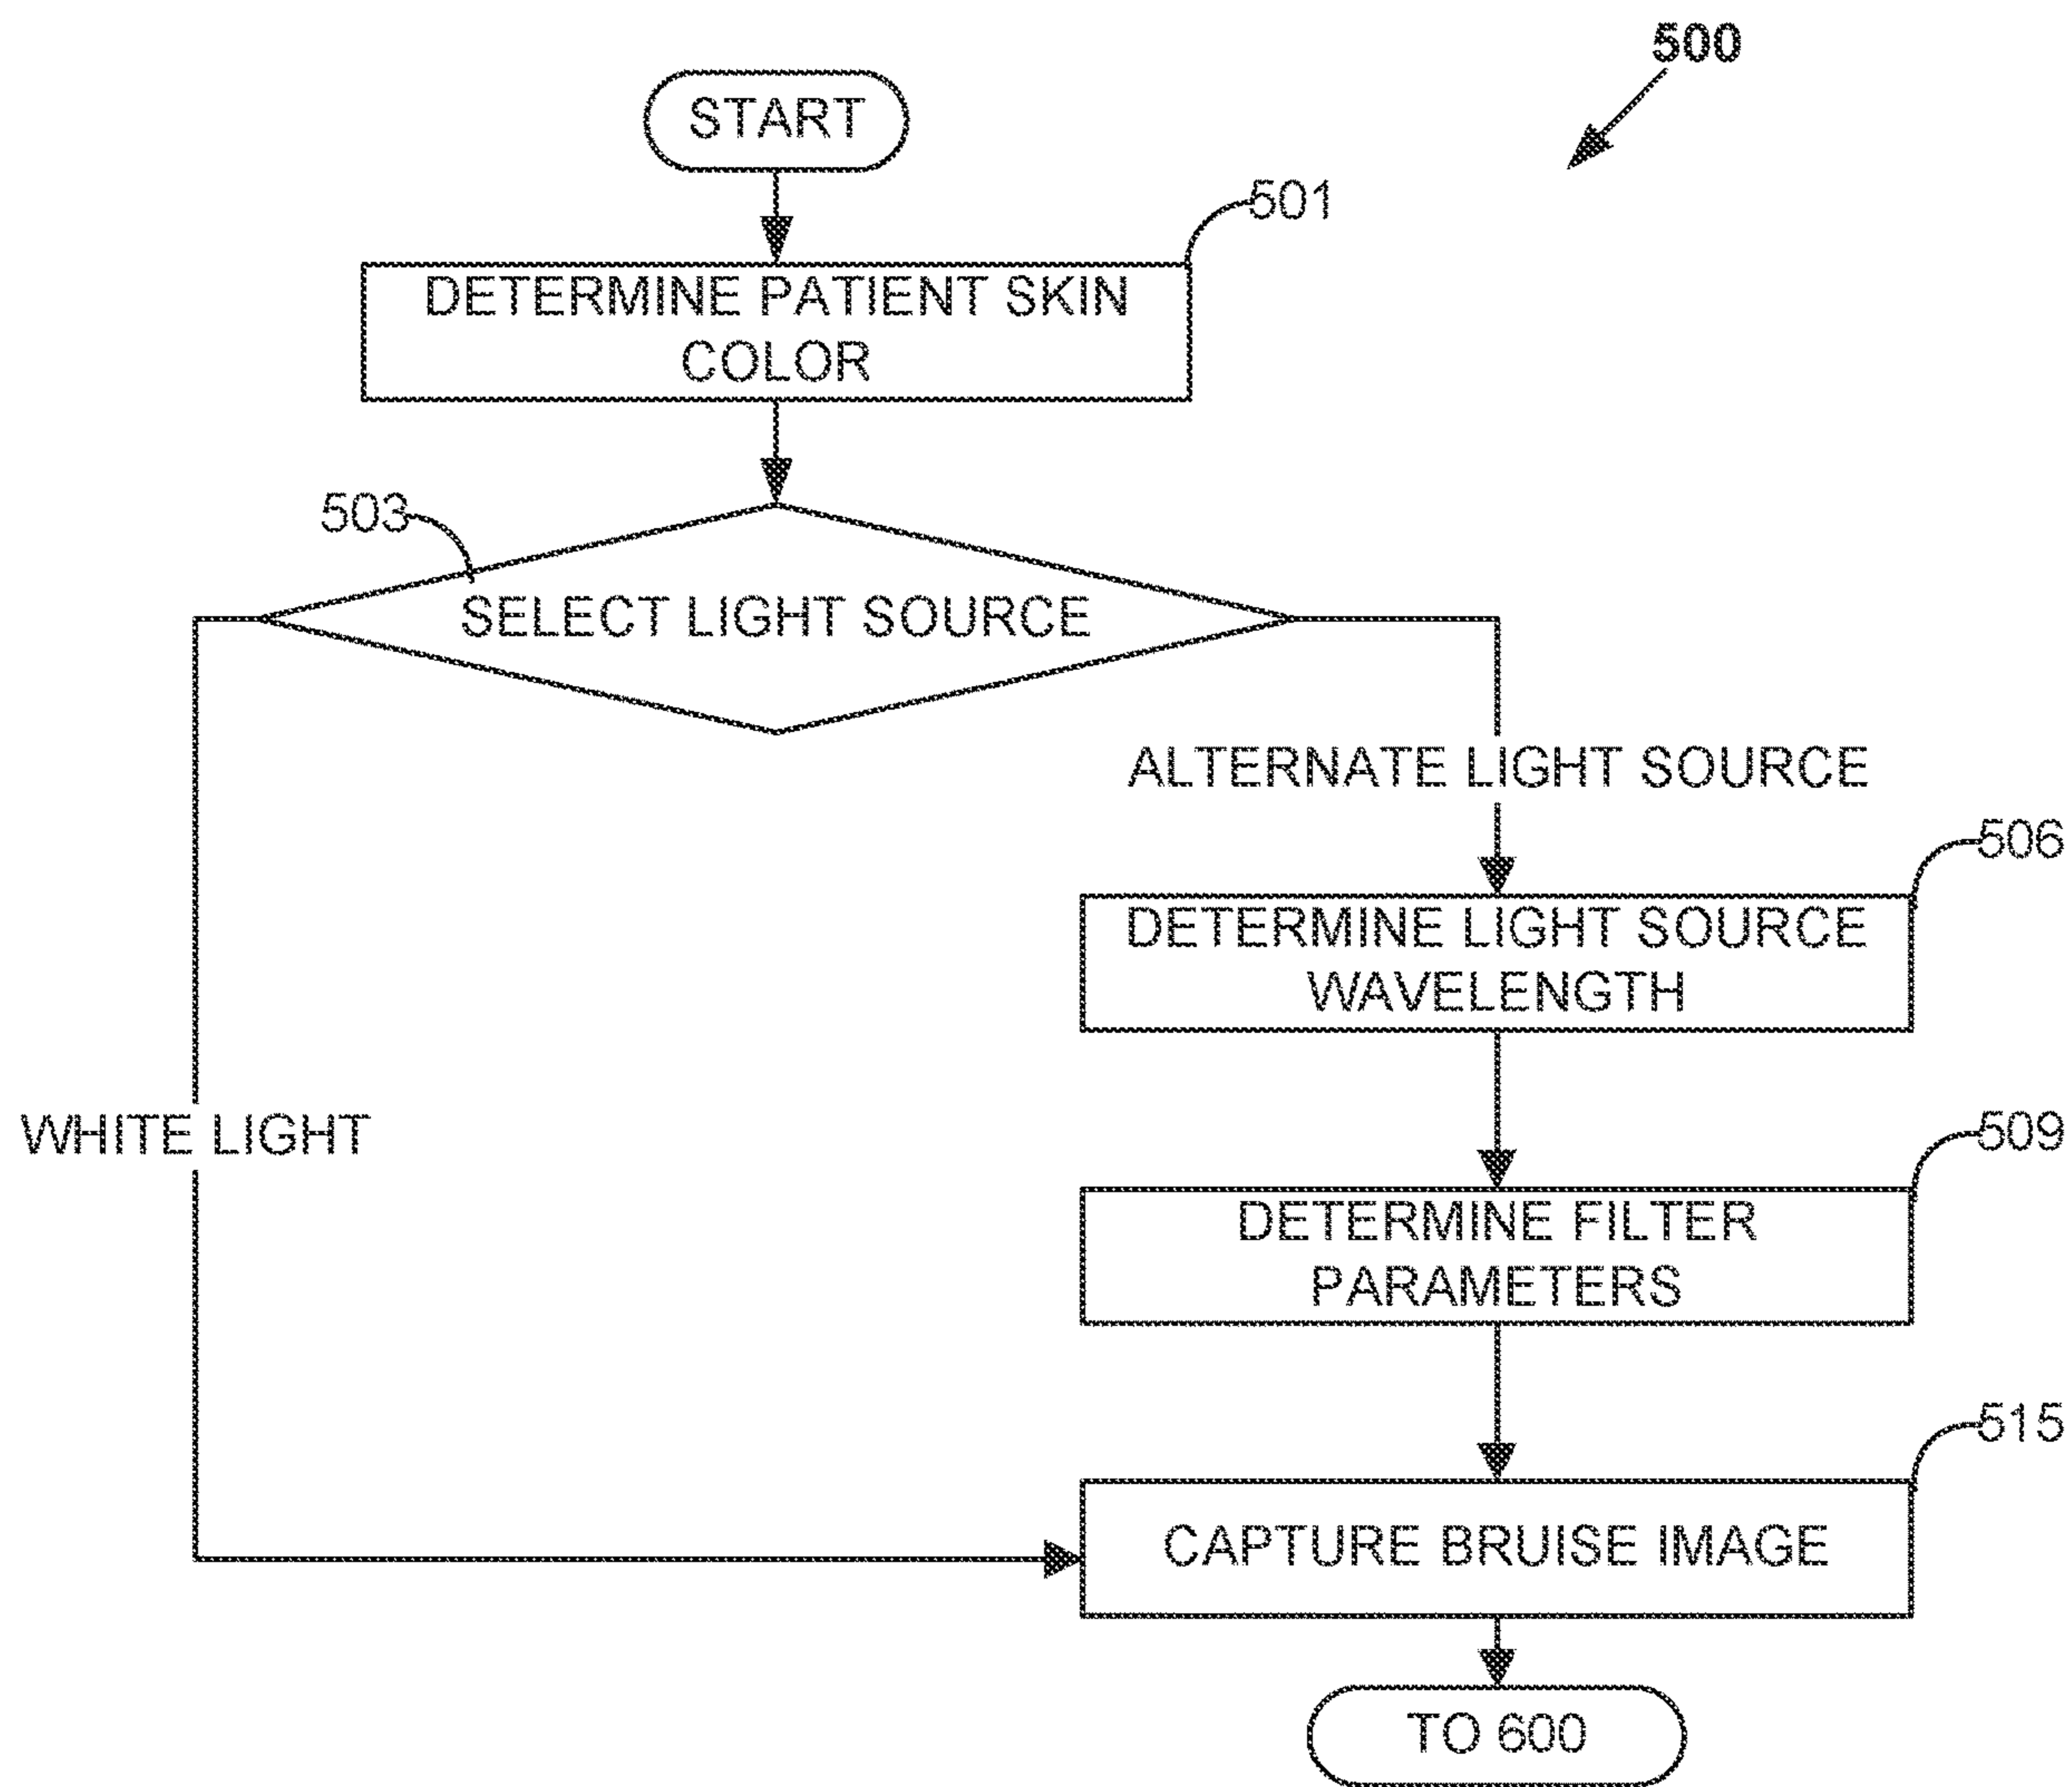 500
START
501
DETERMINE PATIENT SKIN
COLOR
503
SELECT LIGHT SOURCE
ALTERNATE LIGHT SOURCE
506
DETERMINE LIGHT SOURCE
WAVELENGTH
WHITE LIGHT
509
DETERMINE FILTER
PARAMETERS
515
CAPTURE BRUISE IMAGE
TO 600